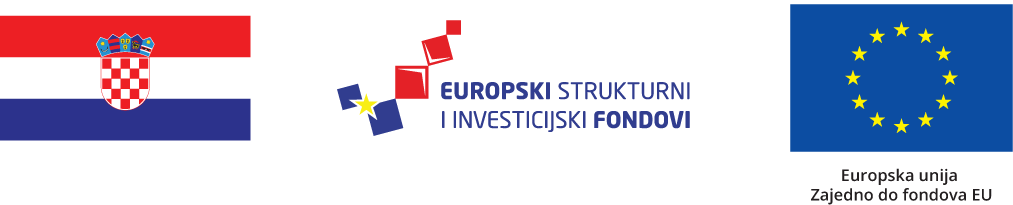 EUROPSKI STRUKTURNI
I INVESTICIJSKI FONDOVI
Europska unija
Zajedno do fondova EU